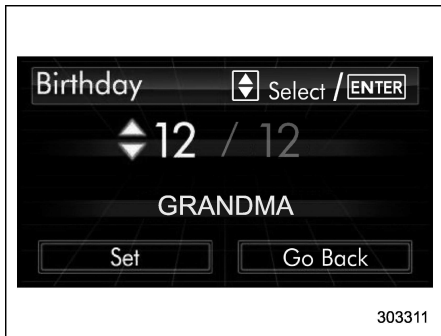 Birthday Select / ENTER
12 / 12
GRANDMA
Set Go Back
303311